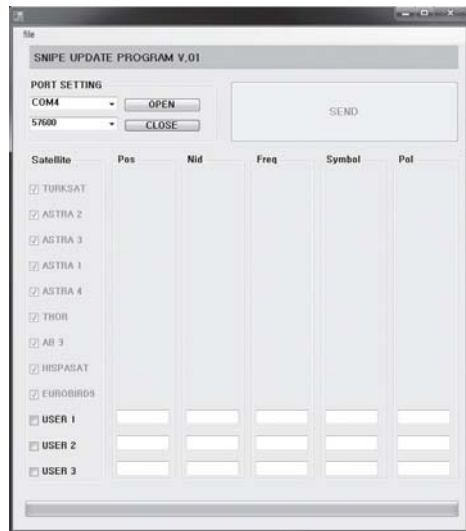 file
SNIPE UPDATE PROGRAM V.01
PORT SETTING
COM4 OPEN
57600 CLOSE
SEND
Satellite Pos Nid Freq Symbol Pol
TURKSAT
ASTRA 2
ASTRA 3
ASTRA 1
ASTRA 4
THOR
AB 3
HISPASAT
EUROBIRD9
USER 1
USER 2
USER 3